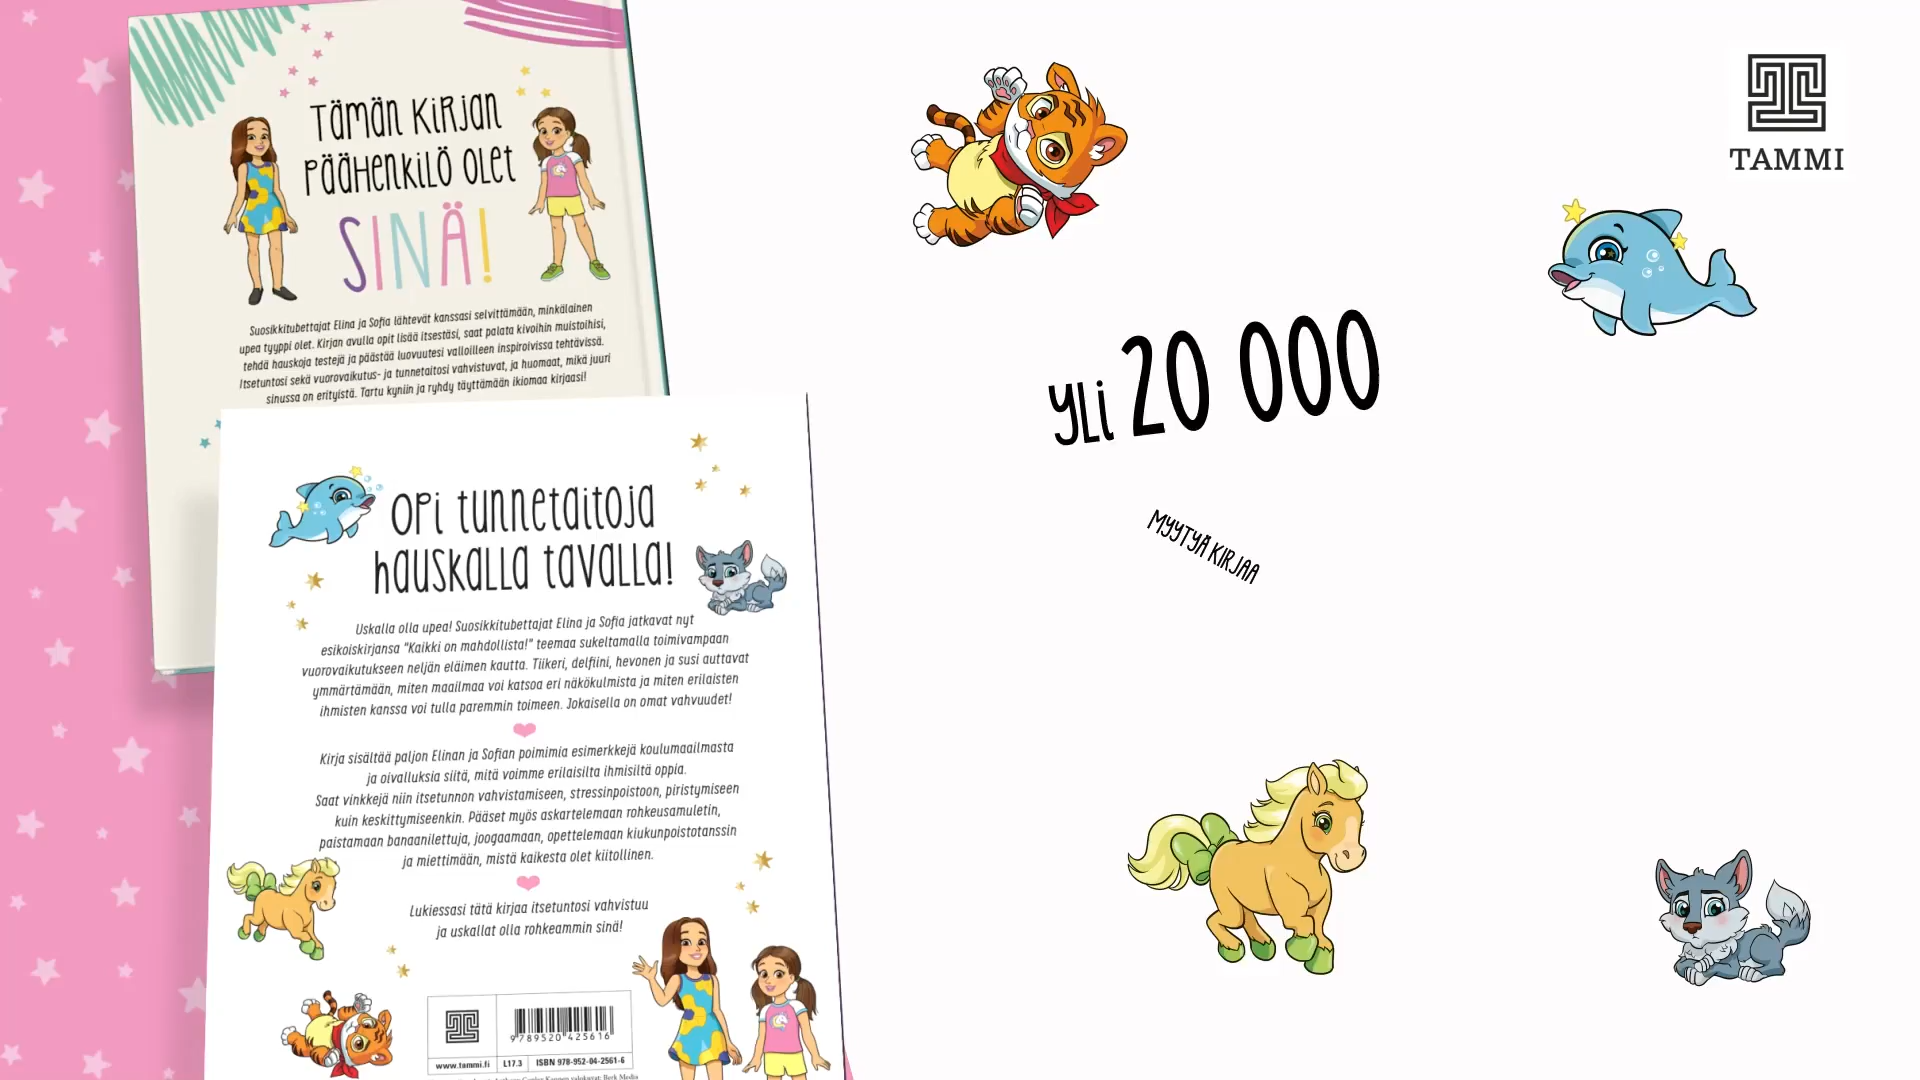 Tämän kirjan
päähenkilö olet
SINÄ!
Suosikkitubettajat Elina ja Sofia lähtevät kanssasi selvittämään, minkälainen
upea tyyppi olet. Kirjan avulla opit lisää itsestäsi, saat palata kivoihin muistoihisi,
tehdä hauskoja testejä ja päästää luovuutesi valloilleen inspiroivissa tehtävissä.
Itsetuntosi sekä vuorovaikutus- ja tunnetaitosi vahvistuvat, ja huomaat, mikä juuri
sinussa on erityistä. Tartu kyniin ja ryhdy täyttämään ikiomaa kirjaasi!
Opi tunnetaitoja
hauskalla tavalla!
Uskalla olla upea! Suosikkitubettajat Elina ja Sofia jatkavat nyt
esikoiskirjansa "Kaikki on mahdollista!" teemaa sukeltamalla toimivampaan
vuorovaikutukseen neljän eläimen kautta. Tiikeri, delfiini, hevonen ja susi auttavat
ymmärtämään, miten maailmaa voi katsoa eri näkökulmista ja miten erilaisten
ihmisten kanssa voi tulla paremmin toimeen. Jokaisella on omat vahvuudet!
Kirja sisältää paljon Elinan ja Sofian poimimia esimerkkejä koulumaailmasta
ja oivalluksia siitä, mitä voimme erilaisilta ihmisiltä oppia.
Saat vinkkejä niin itsetunnon vahvistamiseen, stressinpoistoon, piristymiseen
kuin keskittymiseenkin. Pääset myös askartelemaan rohkeusamuletin,
paistamaan banaanilettuja, joogaamaan, opettelemaan kiukunpoistotanssin
ja miettimään, mistä kaikesta olet kiitollinen.
Lukiessasi tätä kirjaa itsetuntosi vahvistuu
ja uskallat olla rohkeammin sinä!
9789520425616
www.tammi.fi L17.3 ISBN 978-952-04-2561-6
TAMMI
yli 20 000
MYYTYÄ KIRJAA